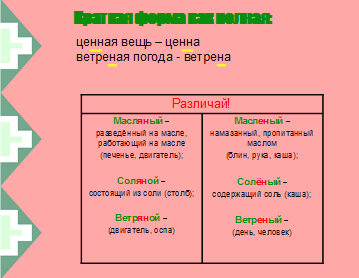 Краткая форма как полная:
ценная вещь – ценна
ветреная погода - ветрена
Различай!
Масляный –
разведённый на масле,
работающий на масле
(печенье, двигатель);
Соляной –
состоящий из соли (столб);
Ветряной –
(двигатель, оспа)
Масленый –
намазанный, пропитанный
маслом
(блин, рука, каша);
Солёный –
содержащий соль (каша);
Ветреный –
(день, человек)